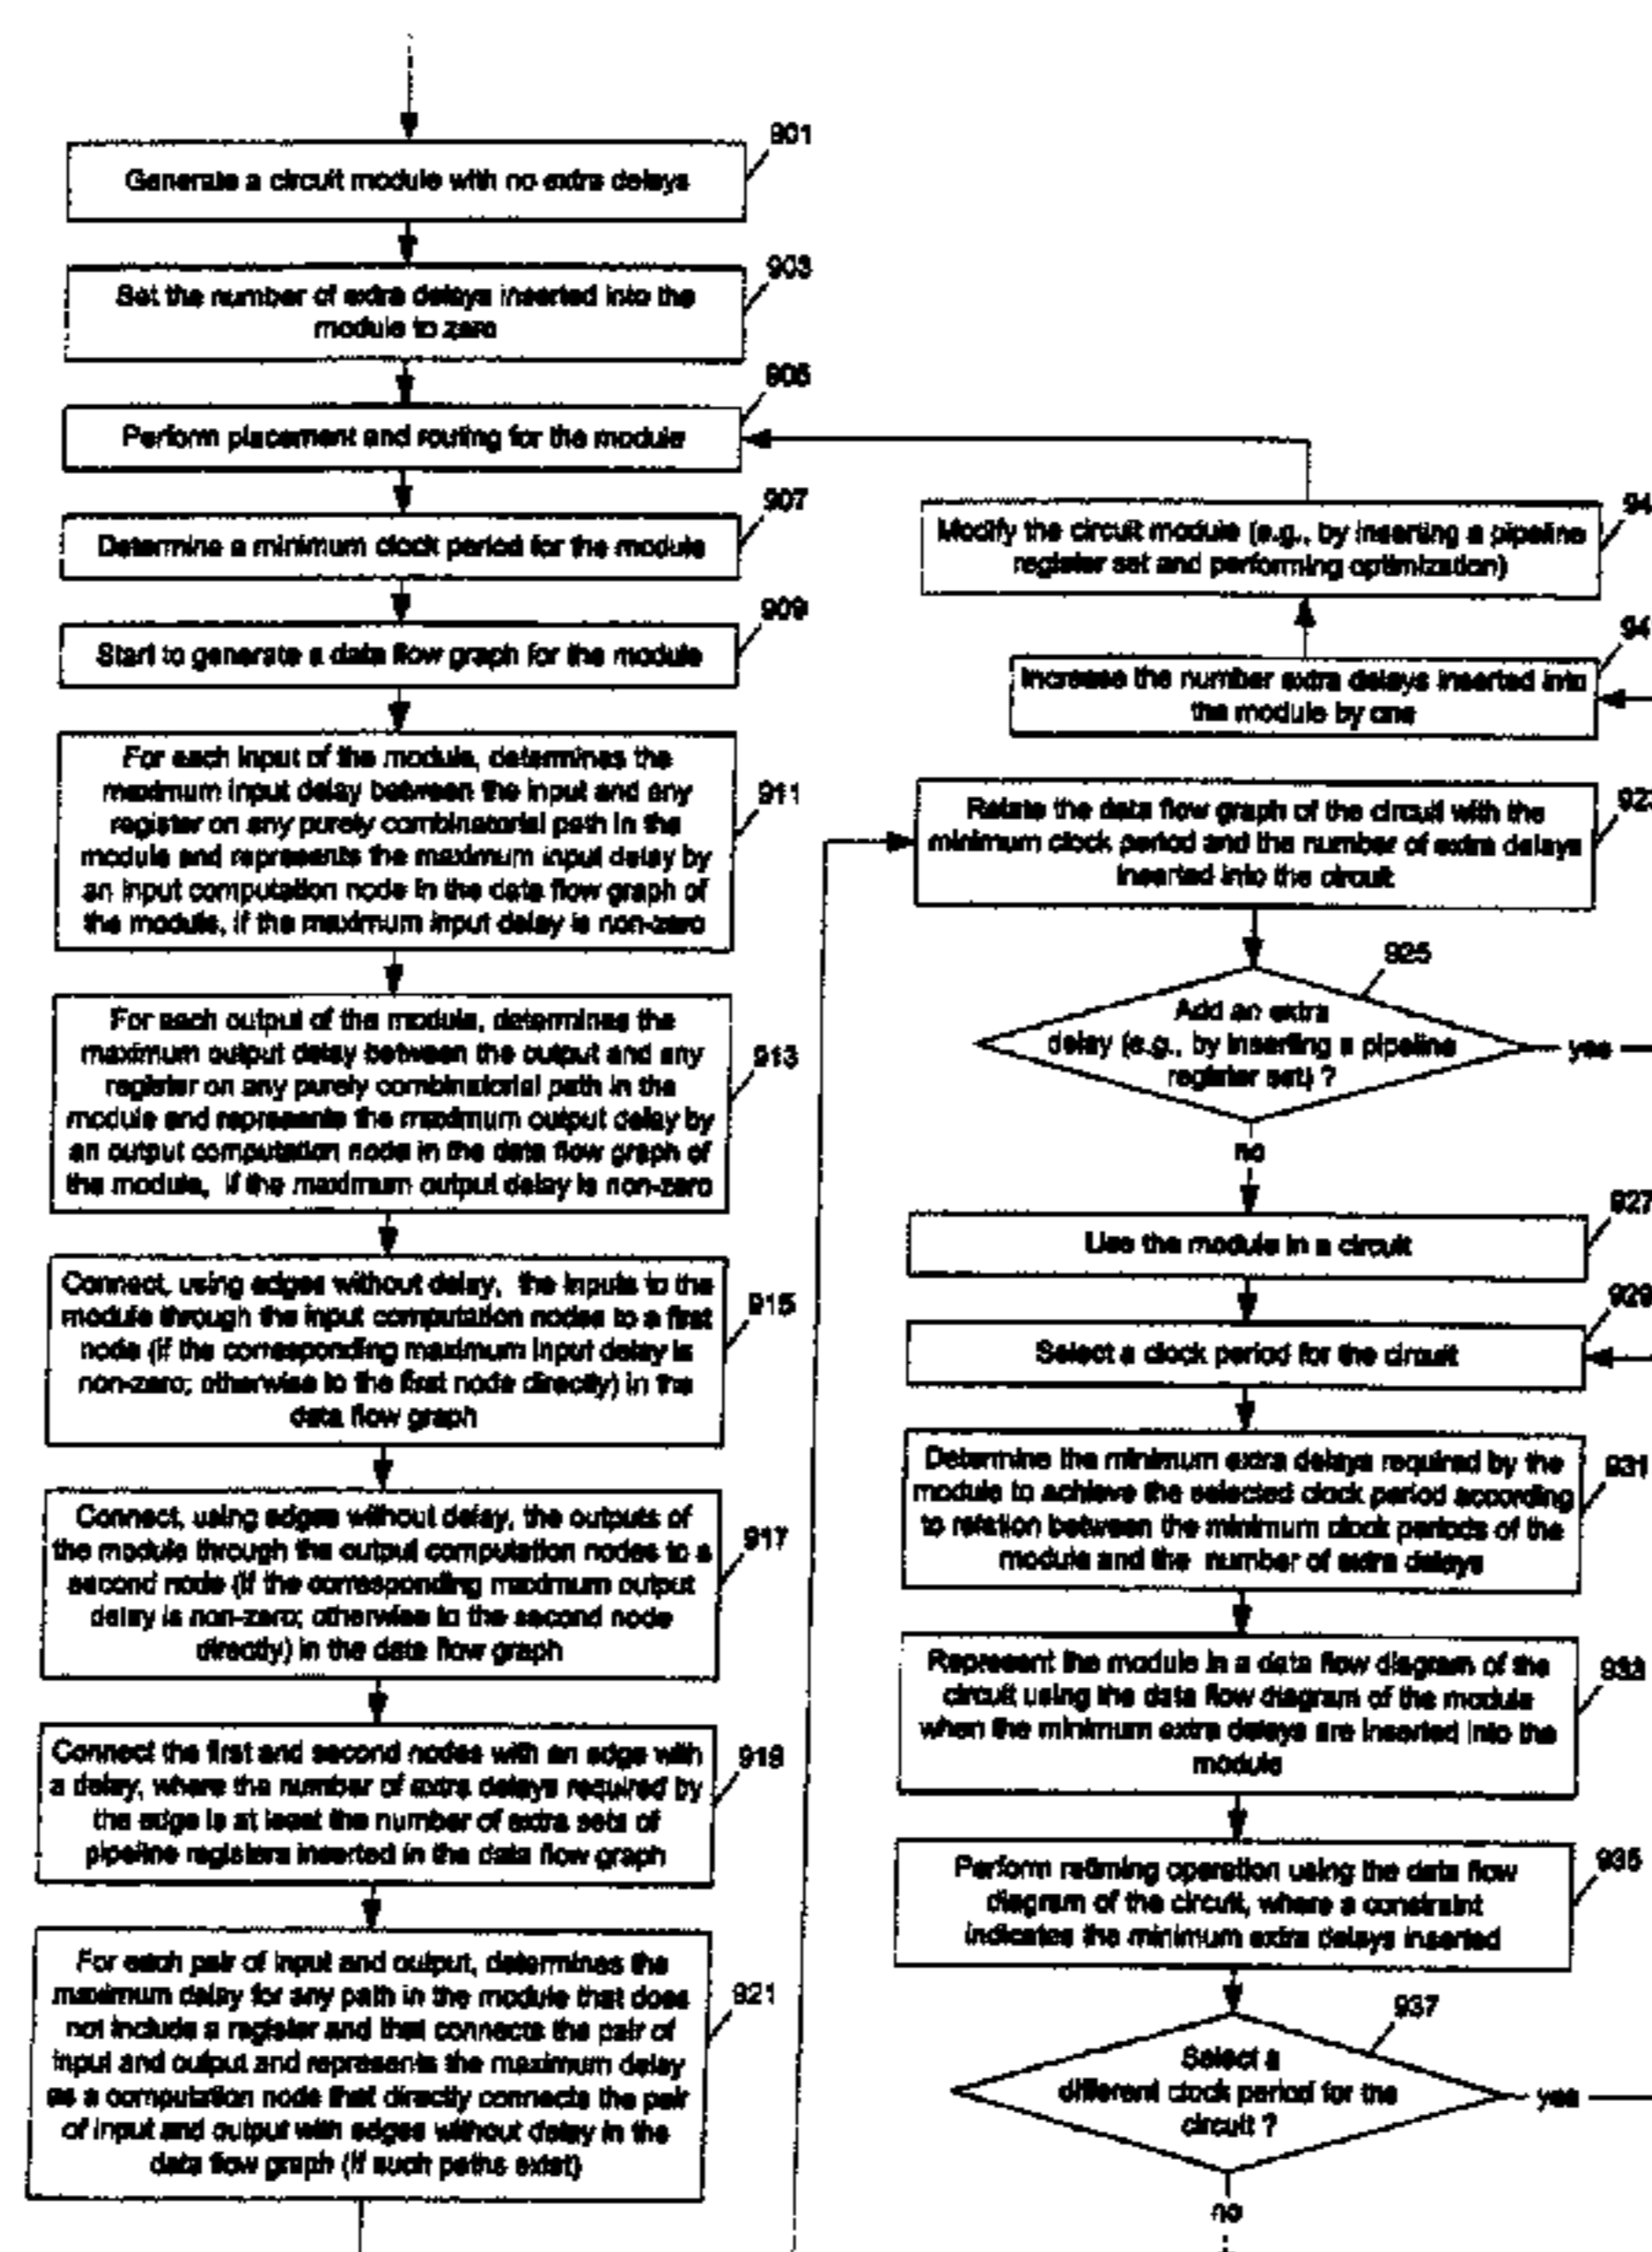 901
Generate a circuit module with no extra delays
903
Set the number of extra delays inserted into the
module to zero
905
Perform placement and routing for the module
907
Determine a minimum clock period for the module
909
Start to generate a data flow graph for the module
For each input of the module, determines the
maximum input delay between the input and any
register on any purely combinatorial path in the
module and represents the maximum input delay by
an input computation node in the data flow graph of
the module, if the maximum input delay is non-zero
911
For each output of the module, determines the
maximum output delay between the output and any
register on any purely combinatorial path in the
module and represents the maximum output delay by
an output computation node in the data flow graph of
the module, if the maximum output delay is non-zero
913
Connect, using edges without delay, the inputs to the
module through the input computation nodes to a first
node (if the corresponding maximum input delay is
non-zero; otherwise to the first node directly) in the
data flow graph
915
Connect, using edges without delay, the outputs of
the module through the output computation nodes to a
second node (if the corresponding maximum output
delay is non-zero; otherwise to the second node
directly) in the data flow graph
917
Connect the first and second nodes with an edge with
a delay, where the number of extra delays required by
the edge is at least the number of extra sets of
pipeline registers inserted in the data flow graph
919
For each pair of input and output, determines the
maximum delay for any path in the module that does
not include a register and that connects the pair of
input and output and represents the maximum delay
as a computation node that directly connects the pair
of input and output with edges without delay in the
data flow graph (if such paths exist)
921
Modify the circuit module (e.g., by inserting a pipeline
register set and performing optimization)
94
Increase the number extra delays inserted into
the module by one
94
Relate the data flow graph of the circuit with the
minimum clock period and the number of extra delays
inserted into the circuit
923
925
Add an extra
delay (e.g., by inserting a pipeline
register set) ?
yes
no
927
Use the module in a circuit
929
Select a clock period for the circuit
Determine the minimum extra delays required by the
module to achieve the selected clock period according
to relation between the minimum clock periods of the
module and the number of extra delays
931
Represent the module in a data flow diagram of the
circuit using the data flow diagram of the module
when the minimum extra delays are inserted into the
module
933
Perform retiming operation using the data flow
diagram of the circuit, where a constraint
indicates the minimum extra delays inserted
935
937
Select a
different clock period for the
circuit ?
yes
no